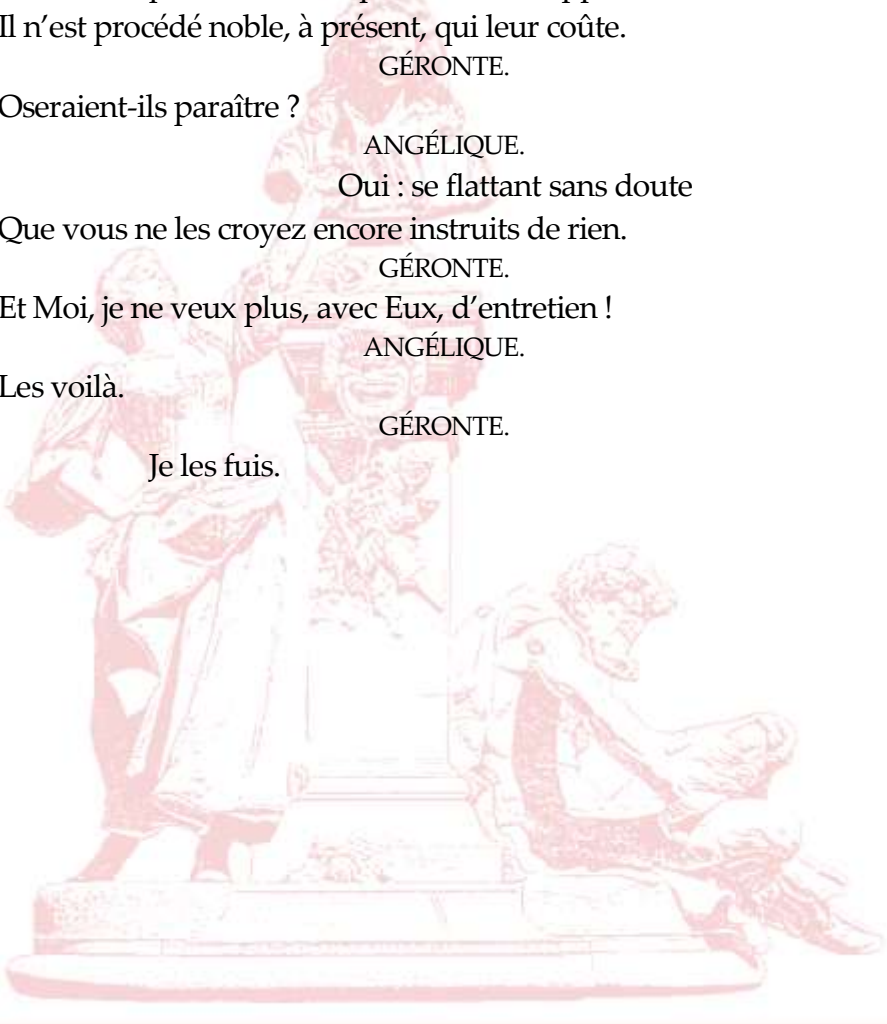 Il n’est procédé noble, à présent, qui leur coûte.
GÉRONTE.
Oseraient-ils paraître ?
ANGÉLIQUE.
Oui : se flattant sans doute
Que vous ne les croyez encore instruits de rien.
GÉRONTE.
Et Moi, je ne veux plus, avec Eux, d’entretien !
ANGÉLIQUE.
Les voilà.
GÉRONTE.
Je les fuis.